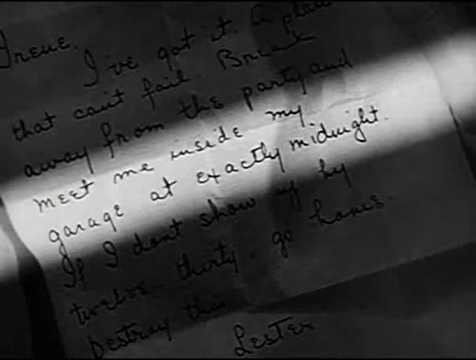 Irene.
I've got it. A plan
that can't fail. Break
away from the party and
meet me inside my
garage at exactly midnight.
If I dont show up by
twelve thirty. go home.
Destroy this
Lester